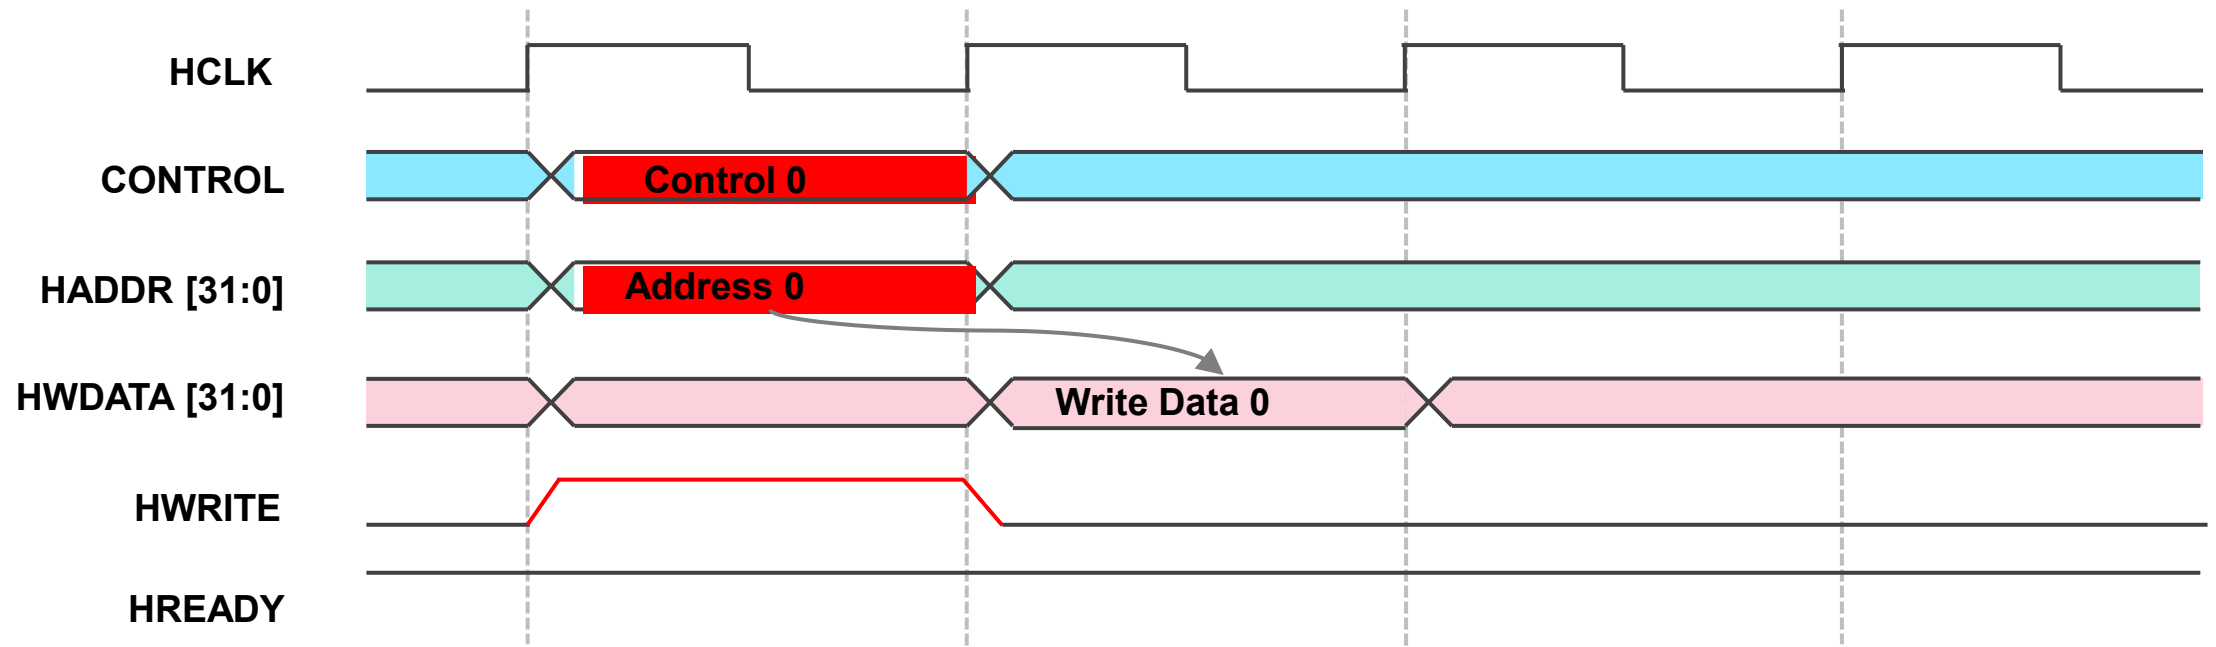 HCLK
CONTROL
Control 0
HADDR [31:0]
Address 0
HWDATA [31:0]
Write Data 0
HWRITE
HREADY